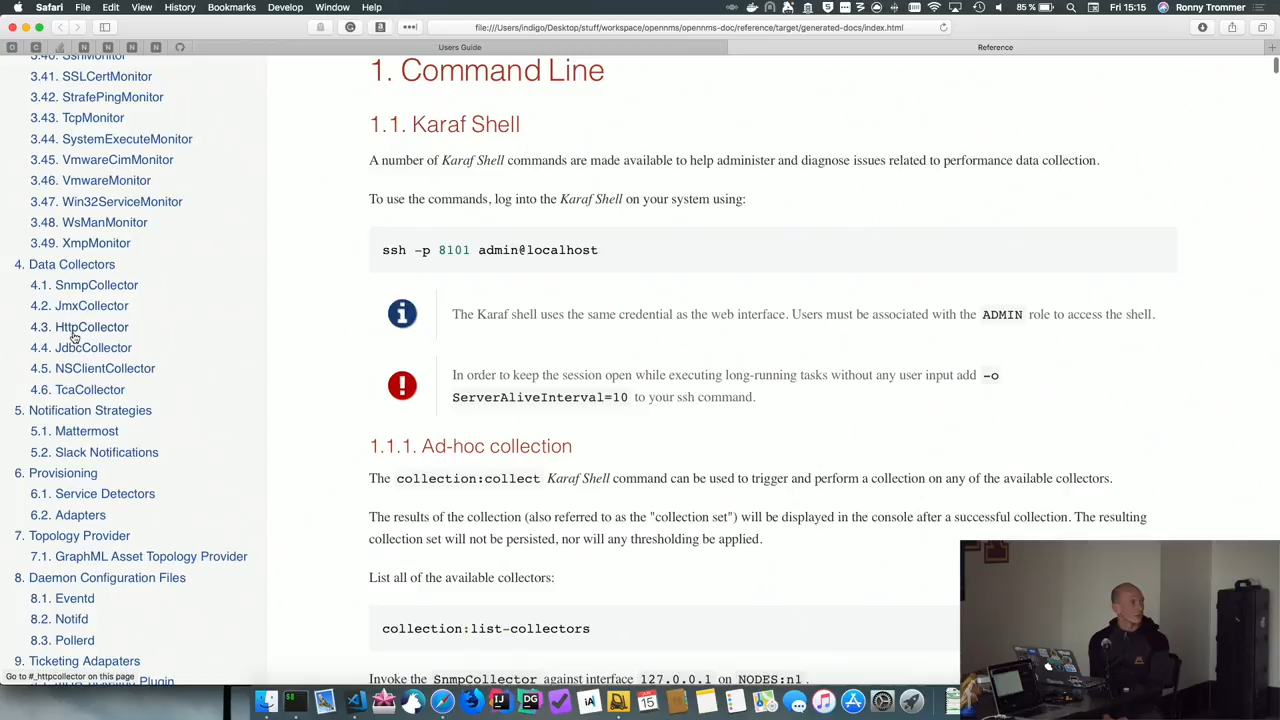 Safari File Edit View History Bookmarks Develop Window Help
85% Fri 15:15 Ronny Trommer
file:///Users/indigo/Desktop/stuff/workspace/opennms/opennms-doc/reference/target/generated-docs/index.html
Users Guide
Reference
3.40. SshMonitor
3.41. SSLCertMonitor
3.42. StrafePingMonitor
3.43. TcpMonitor
3.44. SystemExecuteMonitor
3.45. VmwareCimMonitor
3.46. VmwareMonitor
3.47. Win32ServiceMonitor
3.48. WsManMonitor
3.49. XmpMonitor
4. Data Collectors
4.1. SnmpCollector
4.2. JmxCollector
4.3. HttpCollector
4.4. JdbcCollector
4.5. NSClientCollector
4.6. TcaCollector
5. Notification Strategies
5.1. Mattermost
5.2. Slack Notifications
6. Provisioning
6.1. Service Detectors
6.2. Adapters
7. Topology Provider
7.1. GraphML Asset Topology Provider
8. Daemon Configuration Files
8.1. Eventd
8.2. Notifd
8.3. Pollerd
9. Ticketing Adapaters
Go to #_httpcollector on this page
1. Command Line
1.1. Karaf Shell
A number of Karaf Shell commands are made available to help administer and diagnose issues related to performance data collection.
To use the commands, log into the Karaf Shell on your system using:
ssh -p 8101 admin@localhost
The Karaf shell uses the same credential as the web interface. Users must be associated with the ADMIN role to access the shell.
In order to keep the session open while executing long-running tasks without any user input add -o
ServerAliveInterval=10 to your ssh command.
1.1.1. Ad-hoc collection
The collection:collect Karaf Shell command can be used to trigger and perform a collection on any of the available collectors.
The results of the collection (also referred to as the "collection set") will be displayed in the console after a successful collection. The resulting
collection set will not be persisted, nor will any thresholding be applied.
List all of the available collectors:
collection:list-collectors
Invoke the SnmpCollector against interface 127.0.0.1 on NODES:n1.